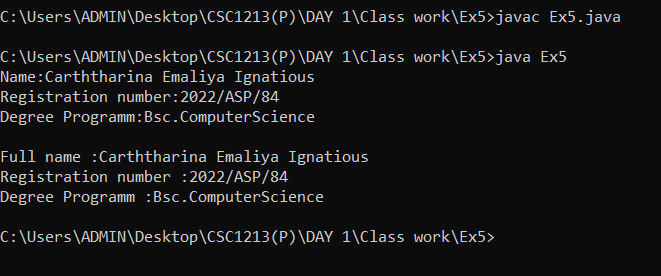 C:\Users\ADMIN\Desktop\CSC1213(P)\DAY 1\Class work\Ex5>javac Ex5.java
C:\Users\ADMIN\Desktop\CSC1213(P)\DAY 1\Class work\Ex5>java Ex5
Name:Carththarina Emaliya Ignatious
Registration number:2022/ASP/84
Degree Programm:Bsc.ComputerScience
Full name :Carththarina Emaliya Ignatious
Registration number :2022/ASP/84
Degree Programm :Bsc.ComputerScience
C:\Users\ADMIN\Desktop\CSC1213(P)\DAY 1\Class work\Ex5>